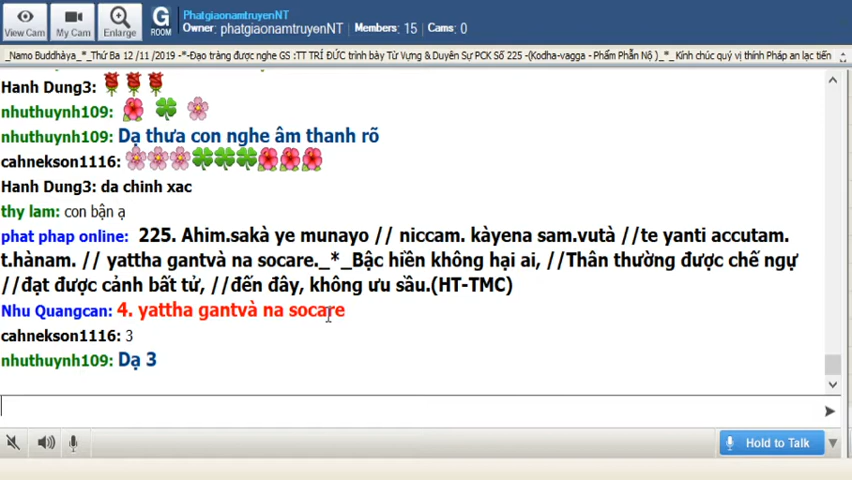 View Cam
My Cam
Enlarge
G
ROOM
PhatgiaonamtruyenNT
Owner: phatgiaonamtruyenNT Members: 15 Cams: 0
_Namo Buddhàya_*_Thứ Ba 12 /11 /2019 -*-Đạo tràng được nghe GS :TT TRÍ ĐỨC trình bày Từ Vựng & Duyên Sự PCK Số 225 -(Kodha-vagga - Phẩm Phẫn Nộ )_*_ Kính chúc quý vị thính Pháp an lạc tiến
Hanh Dung3:
nhuthuynh109:
nhuthuynh109: Dạ thưa con nghe âm thanh rõ
cahnekson1116:
Hanh Dung3: da chinh xac
thy lam: con bận ạ
phat phap online: 225. Ahim.sakà ye munayo // niccam. kàyena sam.vutà //te yanti accutam.
t.hànam. // yattha gantvà na socare._*_Bậc hiền không hại ai, //Thân thường được chế ngự
//đạt được cảnh bất tử, //đến đây, không ưu sầu.(HT-TMC)
Nhu Quangcan: 4. yattha gantvà na socare
cahnekson1116: 3
nhuthuynh109: Dạ 3
Hold to Talk